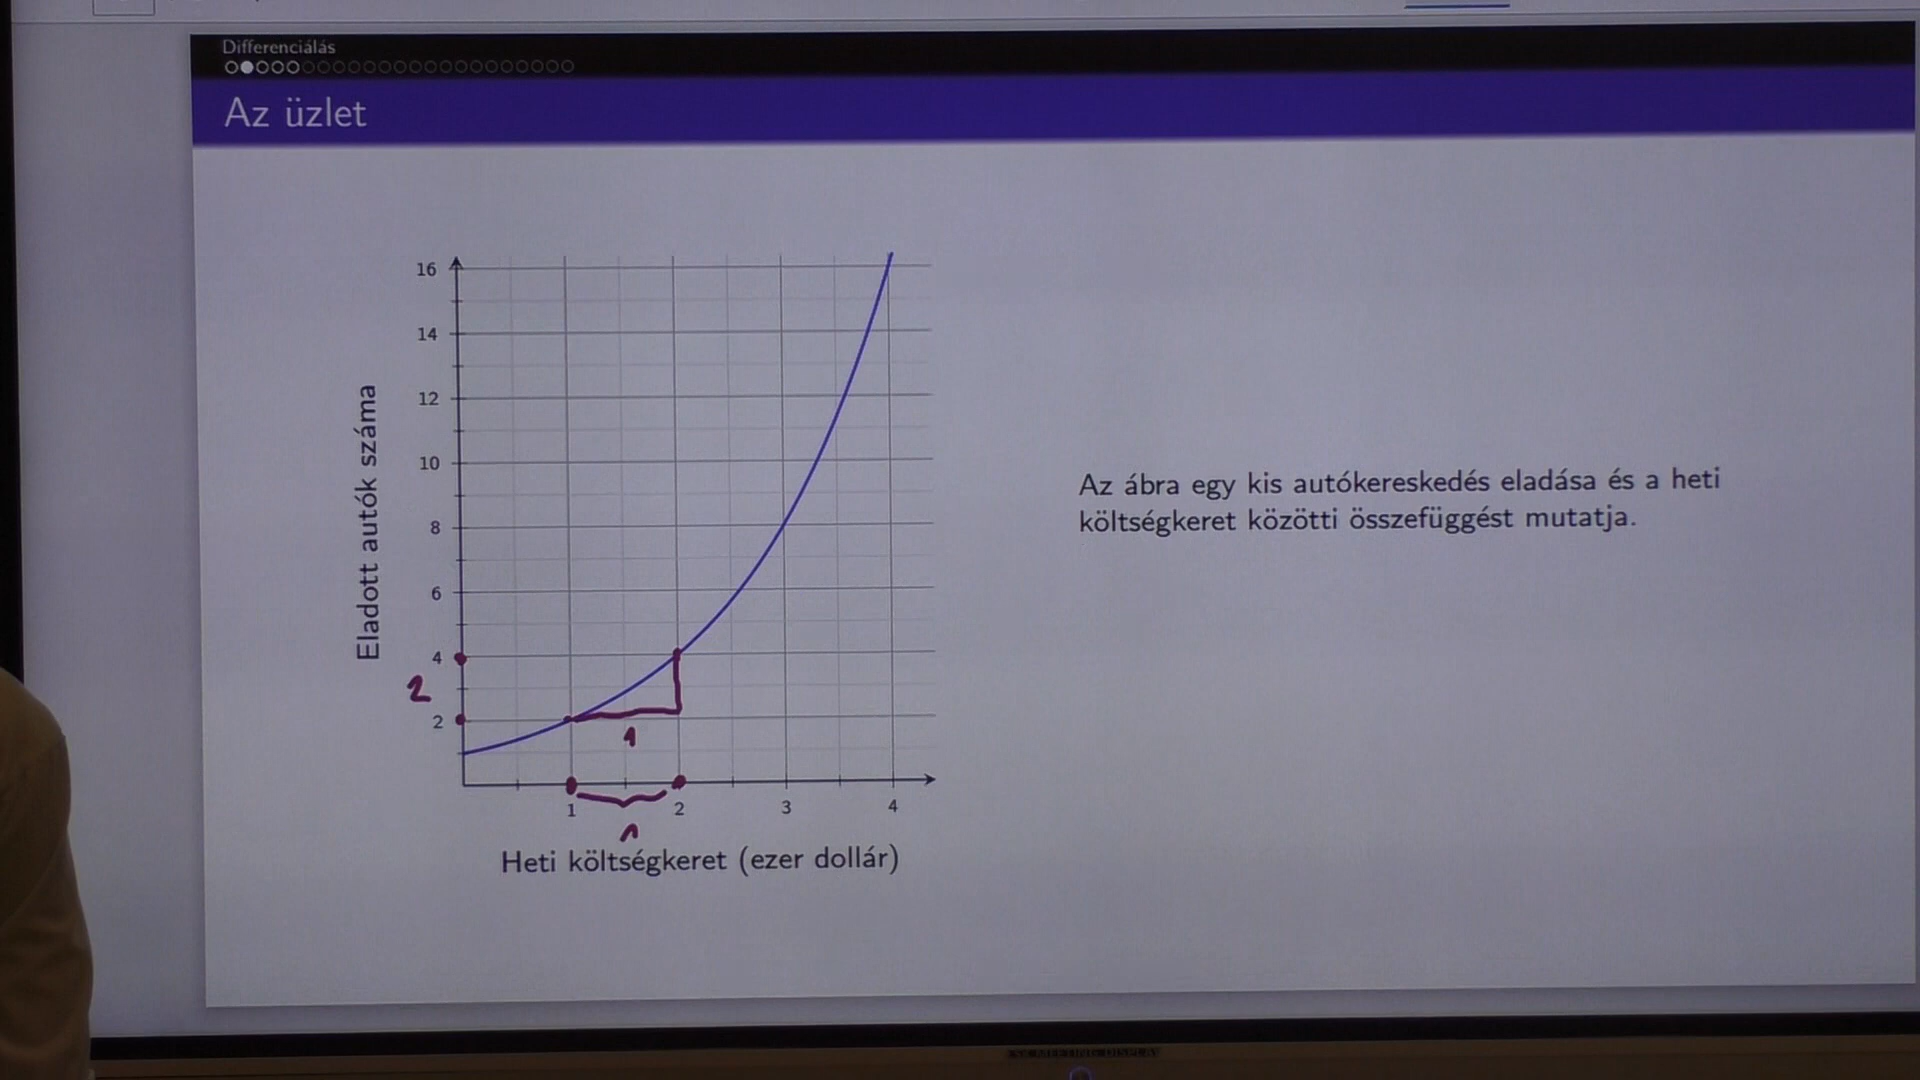 Differenciálás
Az üzlet
16
14
12
10
8
6
4
2
2
1
1
2
3
4
Eladott autók száma
Heti költségkeret (ezer dollár)
Az ábra egy kis autókereskedés eladása és a heti
költségkeret közötti összefüggést mutatja.